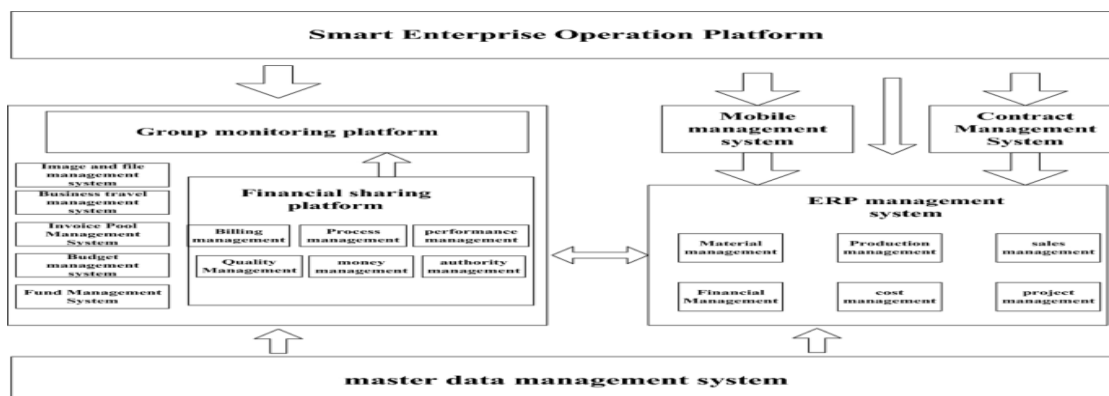 Smart Enterprise Operation Platform
Group monitoring platform
Image and file
management
system
Business travel
management
system
Invoice Pool
Management
System
Budget
management
system
Fund Management
System
Financial sharing
platform
Billing
management
Process
management
performance
management
Quality
Management
money
management
authority
management
Mobile
management
system
Contract
Management
System
ERP management
system
Material
management
Production
management
sales
management
Financial
Management
cost
management
project
management
master data management system